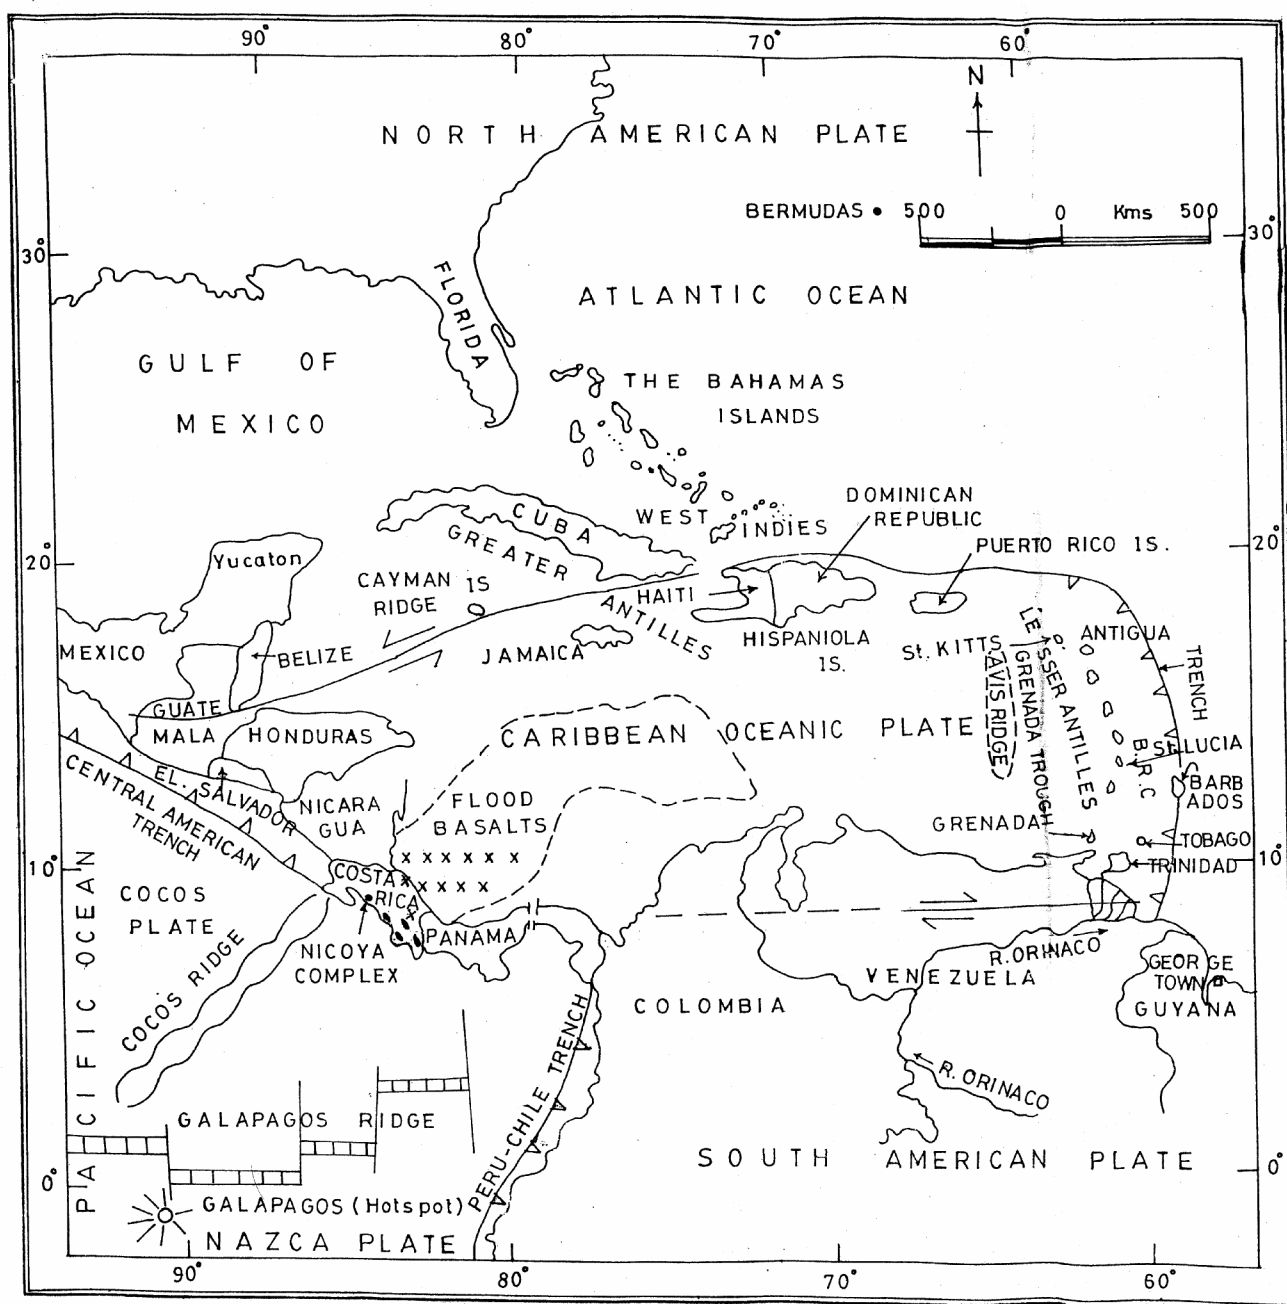 90°
80°
70°
60°
N
NORTH AMERICAN PLATE
BERMUDAS
500 0 Kms 500
30°
30°
FLORIDA
ATLANTIC OCEAN
GULF OF
MEXICO
THE BAHAMAS
ISLANDS
DOMINICAN
REPUBLIC
CUBA
WEST INDIES
GREATER
ANTILLES
PUERTO RICO IS.
20°
20°
Yucaton
CAYMAN IS
RIDGE
HAITI
HISPANIOLA
IS.
St. KITTS
ANTIGUA
MEXICO
BELIZE
JAMAICA
LESSER ANTILLES
GRENADA TROUGH
AVIS RIDGE
TRENCH
GUATE
MALA
HONDURAS
CARIBBEAN OCEANIC PLATE
St. LUCIA
B.R.C
BARB
ADOS
EL. SALVADOR
CENTRAL AMERICAN
TRENCH
NICARA
GUA
FLOOD
BASALTS
GRENADA
TOBAGO
TRINIDAD
10°
10°
COSTA
RICA
x x x x x
x x x x x
COCOS
PLATE
PACIFIC OCEAN
COCOS RIDGE
NICOYA
COMPLEX
PANAMA
R.ORINACO
VENEZUELA
GEORGE
TOWN
GUYANA
COLOMBIA
PERU-CHILE TRENCH
R. ORINACO
GALAPAGOS RIDGE
SOUTH AMERICAN PLATE
0°
0°
GALAPAGOS (Hotspot)
NAZCA PLATE
90°
80°
70°
60°